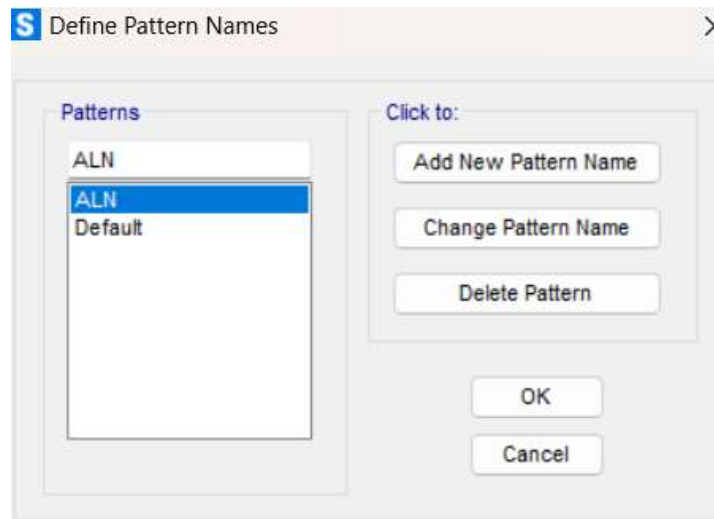 S Define Pattern Names
Patterns
ALN
ALN
Default
Click to:
Add New Pattern Name
Change Pattern Name
Delete Pattern
OK
Cancel